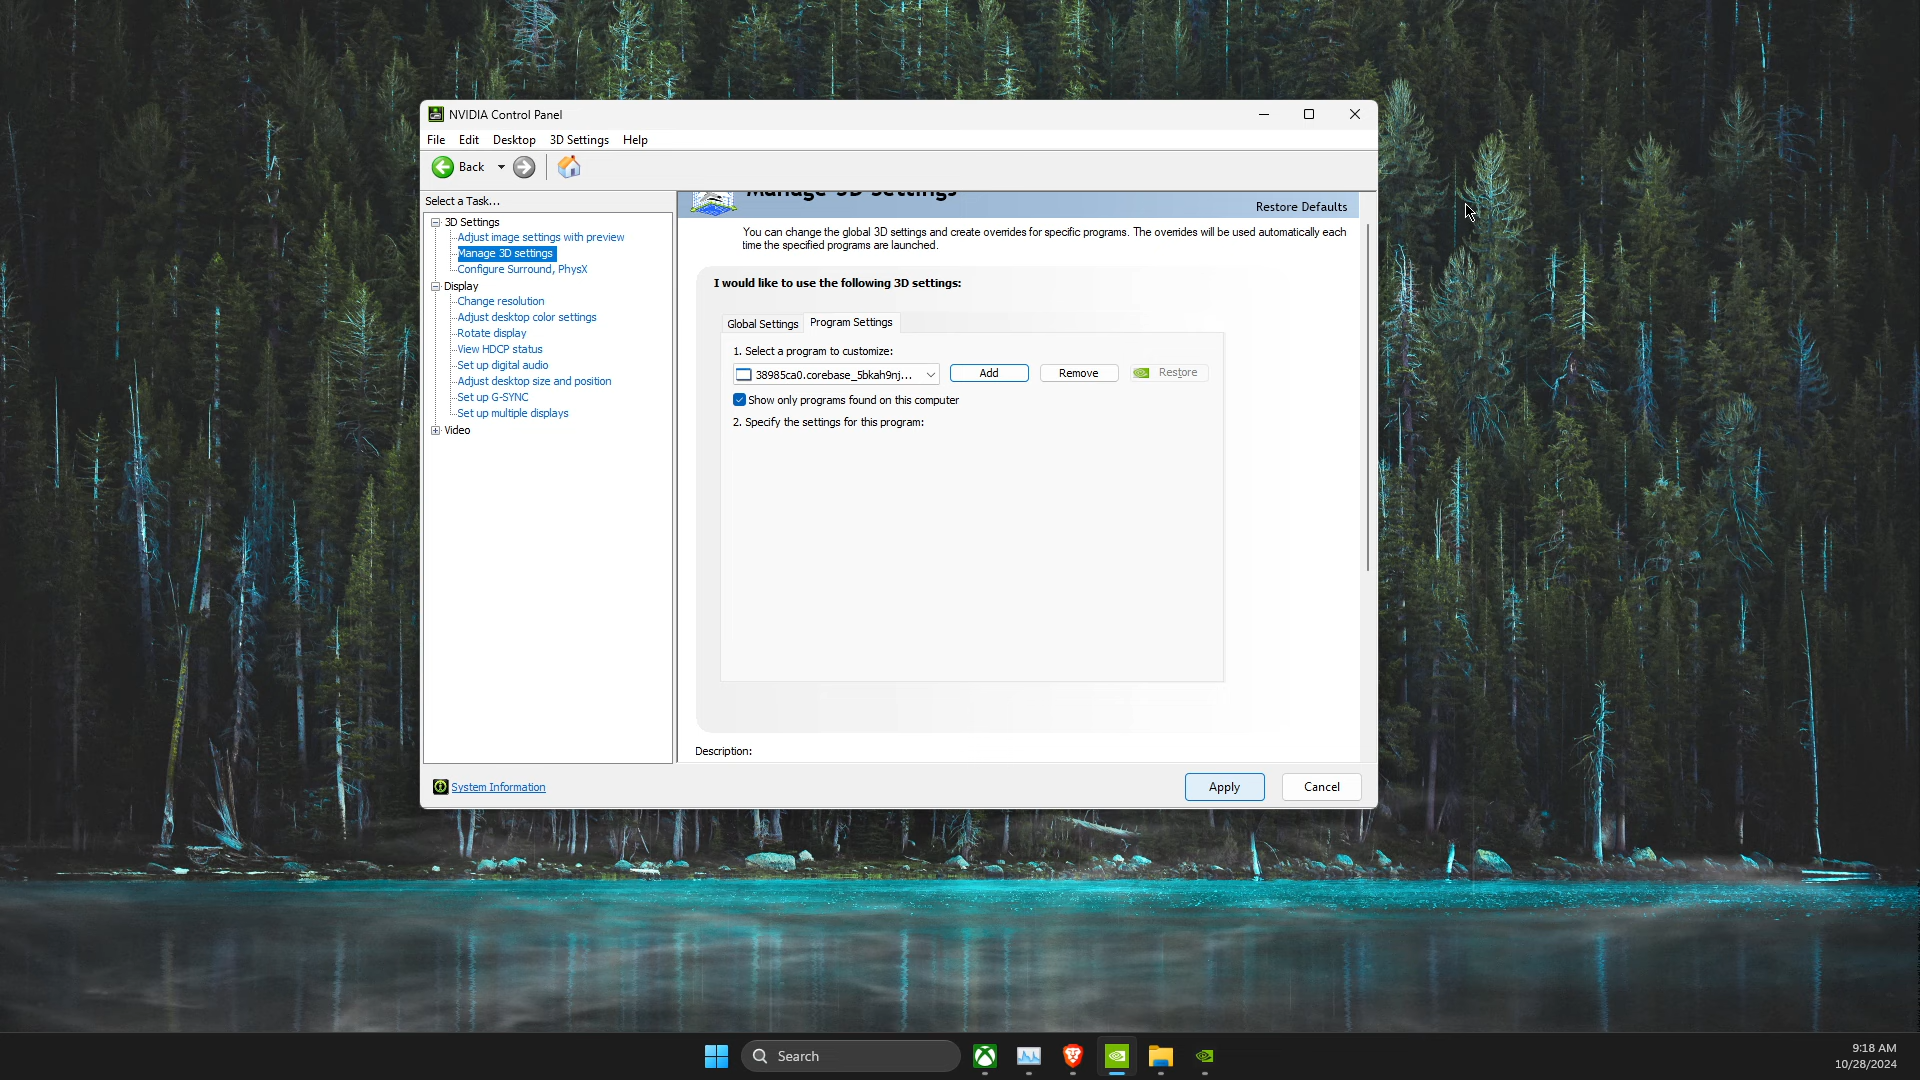 NVIDIA Control Panel
File Edit Desktop 3D Settings Help
Back
Select a Task...
3D Settings
Adjust image settings with preview
Manage 3D settings
Configure Surround, PhysX
Display
Change resolution
Adjust desktop color settings
Rotate display
View HDCP status
Set up digital audio
Adjust desktop size and position
Set up G-SYNC
Set up multiple displays
Video
System Information
Manage 3D Settings
Restore Defaults
You can change the global 3D settings and create overrides for specific programs. The overrides will be used automatically each
time the specified programs are launched.
I would like to use the following 3D settings:
Global Settings Program Settings
1. Select a program to customize:
38985ca0.corebase_5bkah9nj... Add Remove Restore
Show only programs found on this computer
2. Specify the settings for this program:
Description:
Apply Cancel
Search
9:18 AM
10/28/2024